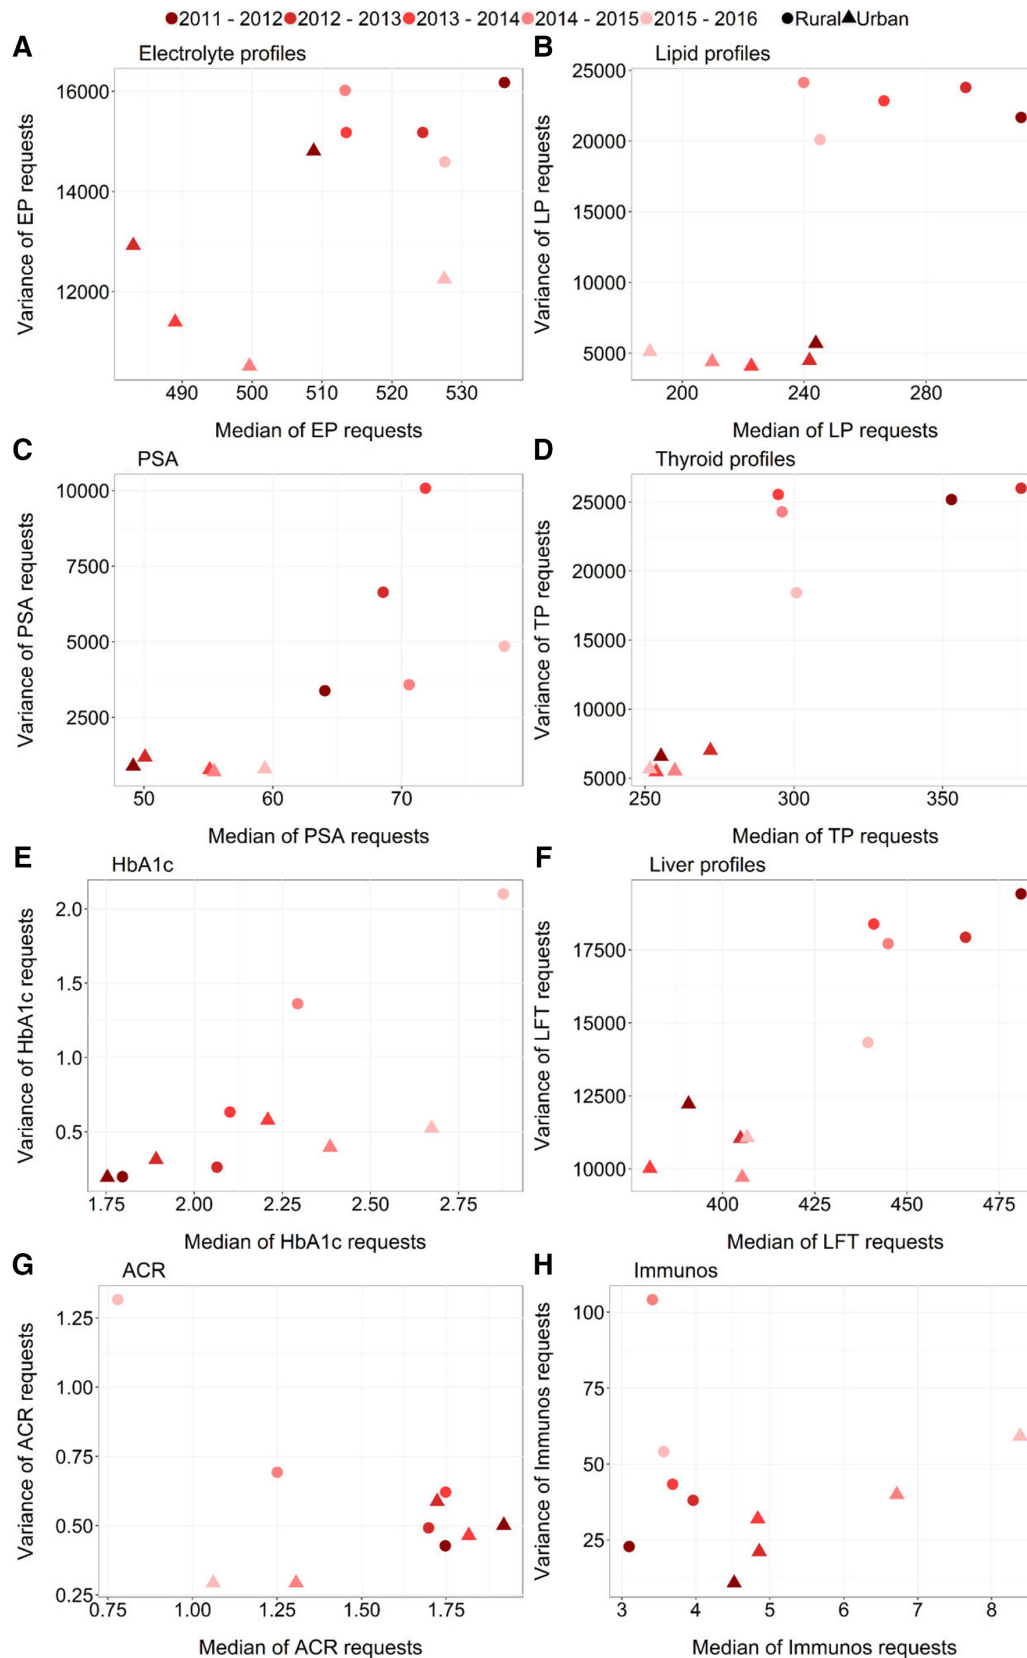 2011 - 2012 2012 - 2013 2013 - 2014 2014 - 2015 2015 - 2016 Rural Urban
A Electrolyte profiles
Variance of EP requests
16000
14000
12000
490 500 510 520 530
Median of EP requests
B Lipid profiles
Variance of LP requests
25000
20000
15000
10000
5000
200 240 280
Median of LP requests
C PSA
Variance of PSA requests
10000
7500
5000
2500
50 60 70
Median of PSA requests
D Thyroid profiles
Variance of TP requests
25000
20000
15000
10000
5000
250 300 350
Median of TP requests
E HbA1c
Variance of HbA1c requests
2.0
1.5
1.0
0.5
1.75 2.00 2.25 2.50 2.75
Median of HbA1c requests
F Liver profiles
Variance of LFT requests
17500
15000
12500
10000
400 425 450 475
Median of LFT requests
G ACR
Variance of ACR requests
1.25
1.00
0.75
0.50
0.25
0.75 1.00 1.25 1.50 1.75
Median of ACR requests
H Immunos
Variance of Immunos requests
100
75
50
25
3 4 5 6 7 8
Median of Immunos requests